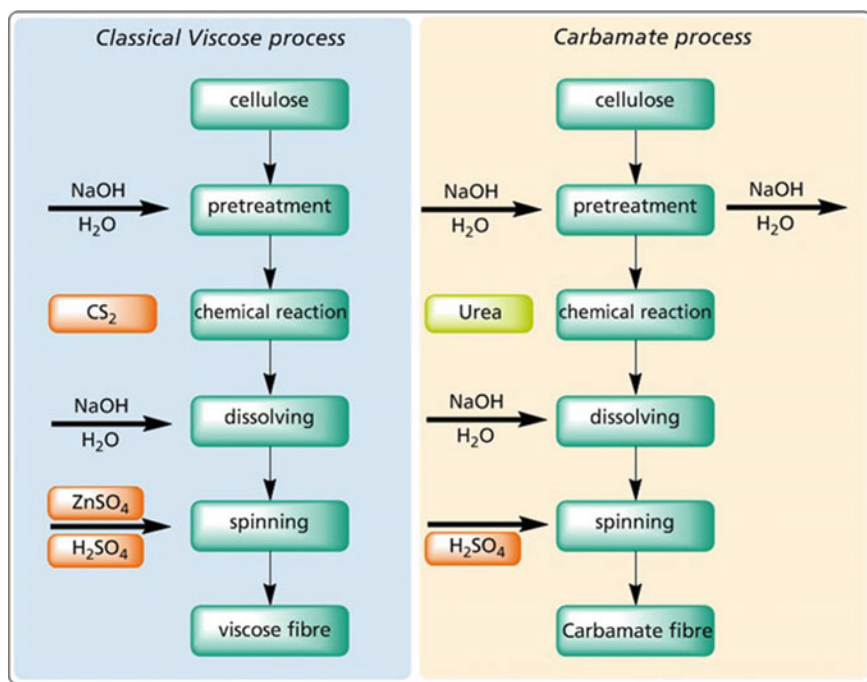 Classical Viscose process
cellulose
NaOH
H₂O
pretreatment
CS₂
chemical reaction
NaOH
H₂O
dissolving
ZnSO₄
H₂SO₄
spinning
viscose fibre
Carbamate process
cellulose
NaOH
H₂O
pretreatment
NaOH
H₂O
Urea
chemical reaction
NaOH
H₂O
dissolving
H₂SO₄
spinning
Carbamate fibre